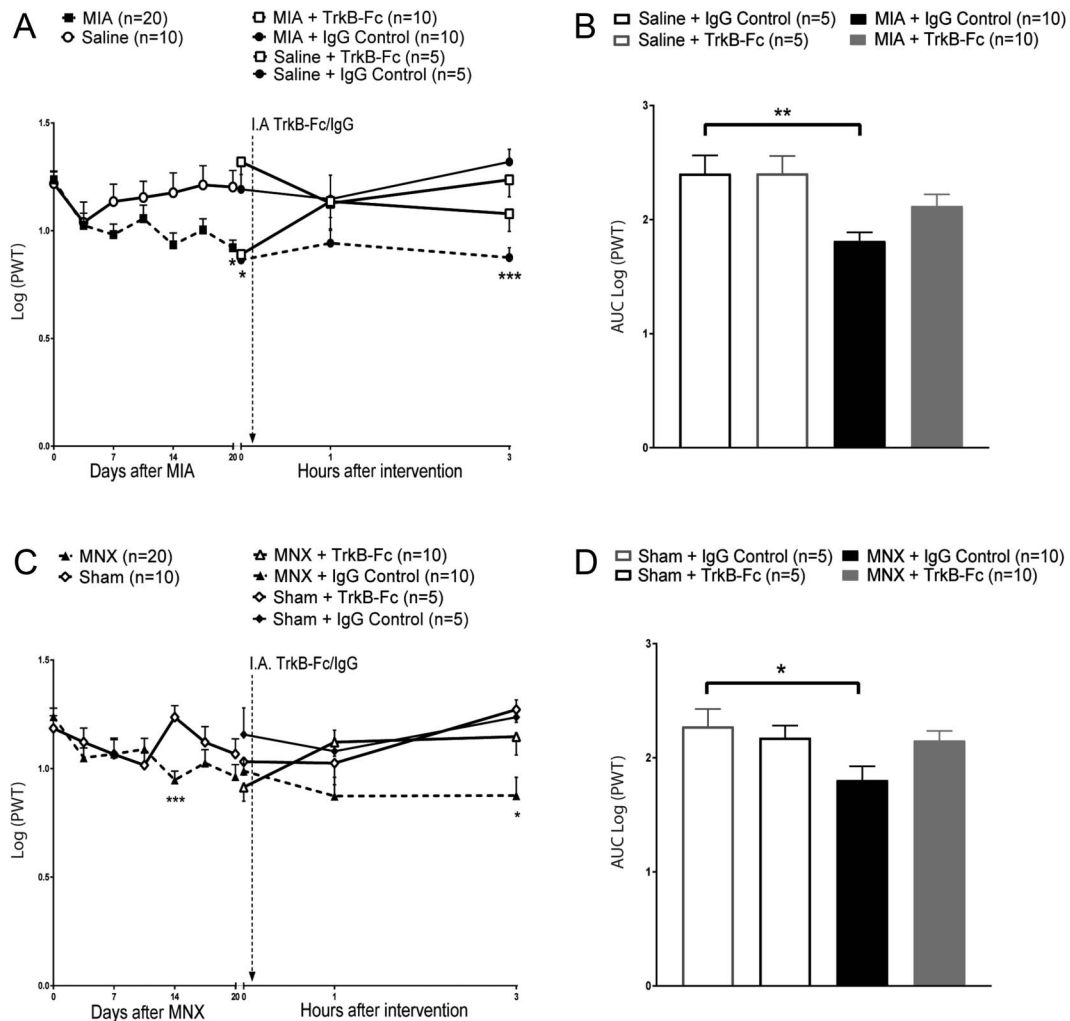 A
MIA (n=20)
Saline (n=10)
MIA + TrkB-Fc (n=10)
MIA + IgG Control (n=10)
Saline + TrkB-Fc (n=5)
Saline + IgG Control (n=5)
I.A TrkB-Fc/IgG
Log (PWT)
1.5
1.0
0.5
0.0
* * ***
0 7 14 20 0 1 3
Days after MIA
Hours after intervention
B
Saline + IgG Control (n=5)
Saline + TrkB-Fc (n=5)
MIA + IgG Control (n=10)
MIA + TrkB-Fc (n=10)
AUC Log (PWT)
3
2
1
0
**
C
MNX (n=20)
Sham (n=10)
MNX + TrkB-Fc (n=10)
MNX + IgG Control (n=10)
Sham + TrkB-Fc (n=5)
Sham + IgG Control (n=5)
I.A. TrkB-Fc/IgG
Log (PWT)
1.5
1.0
0.5
0.0
*** *
0 7 14 20 0 1 3
Days after MNX
Hours after intervention
D
Sham + IgG Control (n=5)
Sham + TrkB-Fc (n=5)
MNX + IgG Control (n=10)
MNX + TrkB-Fc (n=10)
AUC Log (PWT)
3
2
1
0
*